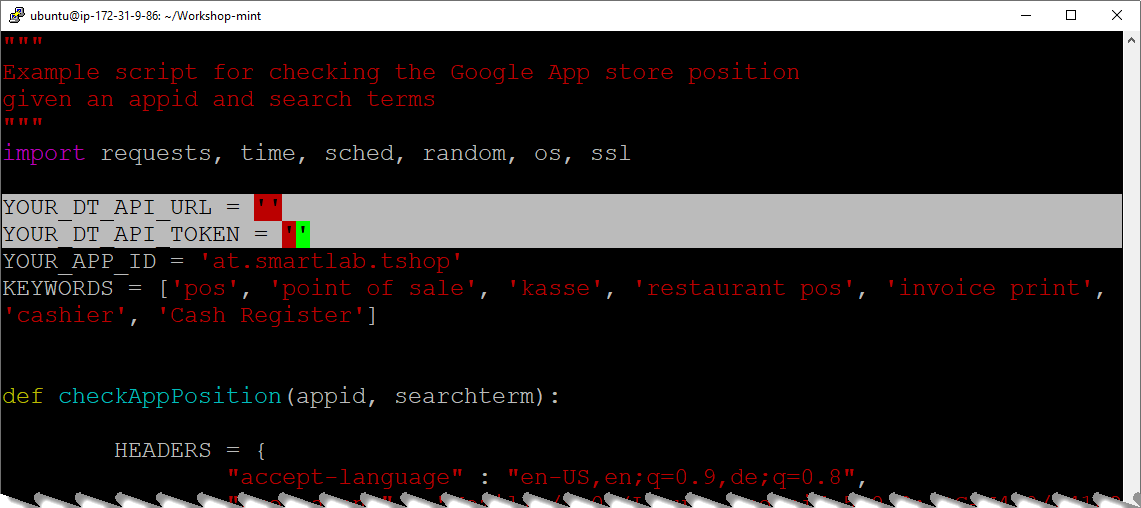 ubuntu@ip-172-31-9-86: ~/Workshop-mint
"""
Example script for checking the Google App store position
given an appid and search terms
"""
import requests, time, sched, random, os, ssl
YOUR_DT_API_URL = ''
YOUR_DT_API_TOKEN = ''
YOUR_APP_ID = 'at.smartlab.tshop'
KEYWORDS = ['pos', 'point of sale', 'kasse', 'restaurant pos', 'invoice print',
'cashier', 'Cash Register']
def checkAppPosition(appid, searchterm):
HEADERS = {
"accept-language" : "en-US,en;q=0.9,de;q=0.8",